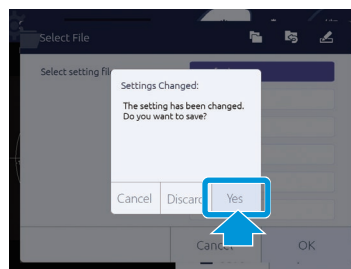 Select File
Select setting fil
Settings Changed:
The setting has been changed.
Do you want to save?
Cancel
Discard
Yes
OK